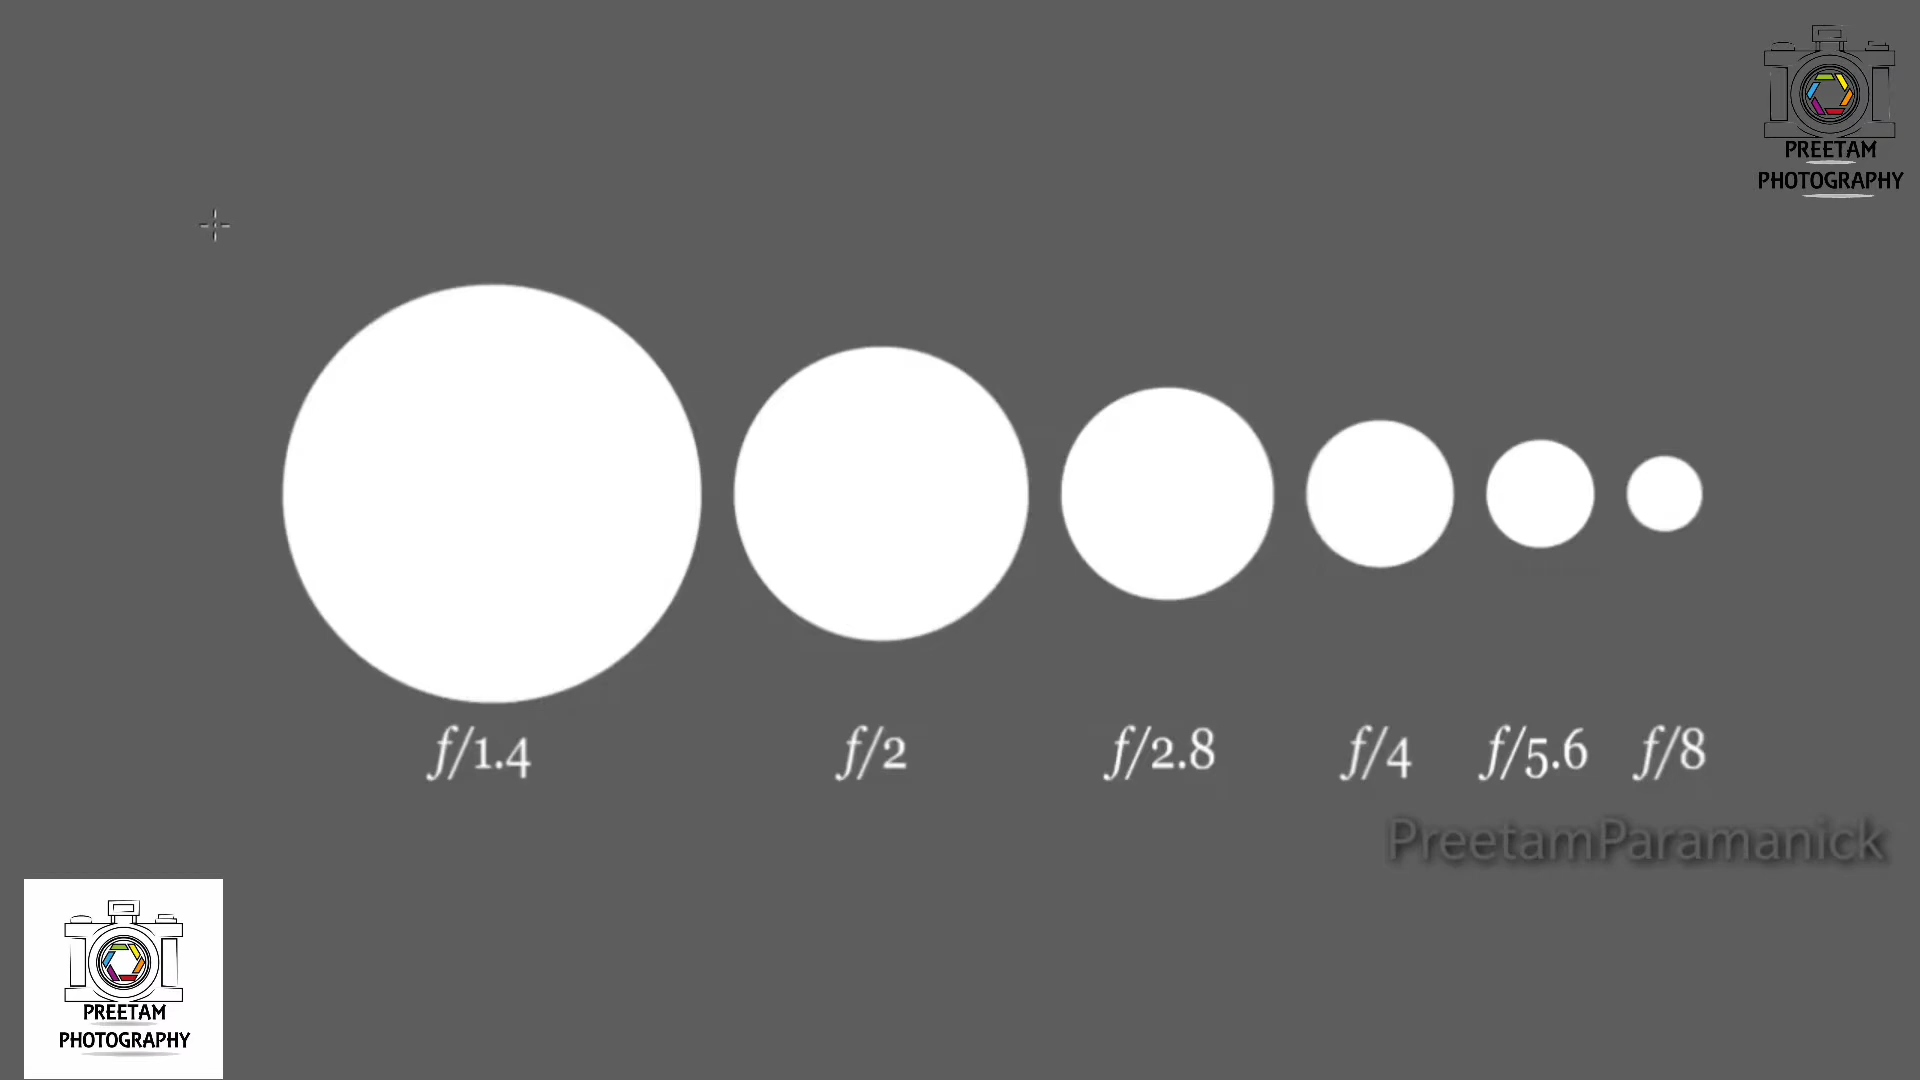 PREETAM
PHOTOGRAPHY
f/1.4 f/2 f/2.8 f/4 f/5.6 f/8
PreetamParamanick
PREETAM
PHOTOGRAPHY